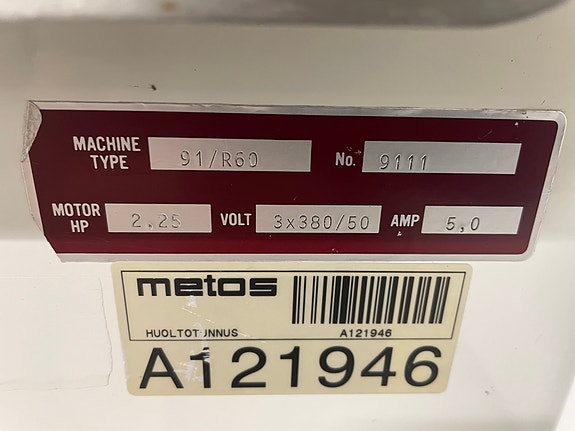 MACHINE TYPE 91/R60 No. 9111
MOTOR HP 2.25 VOLT 3x380/50 AMP 5,0
metos
HUOLTOTUNNUS A121946
A121946